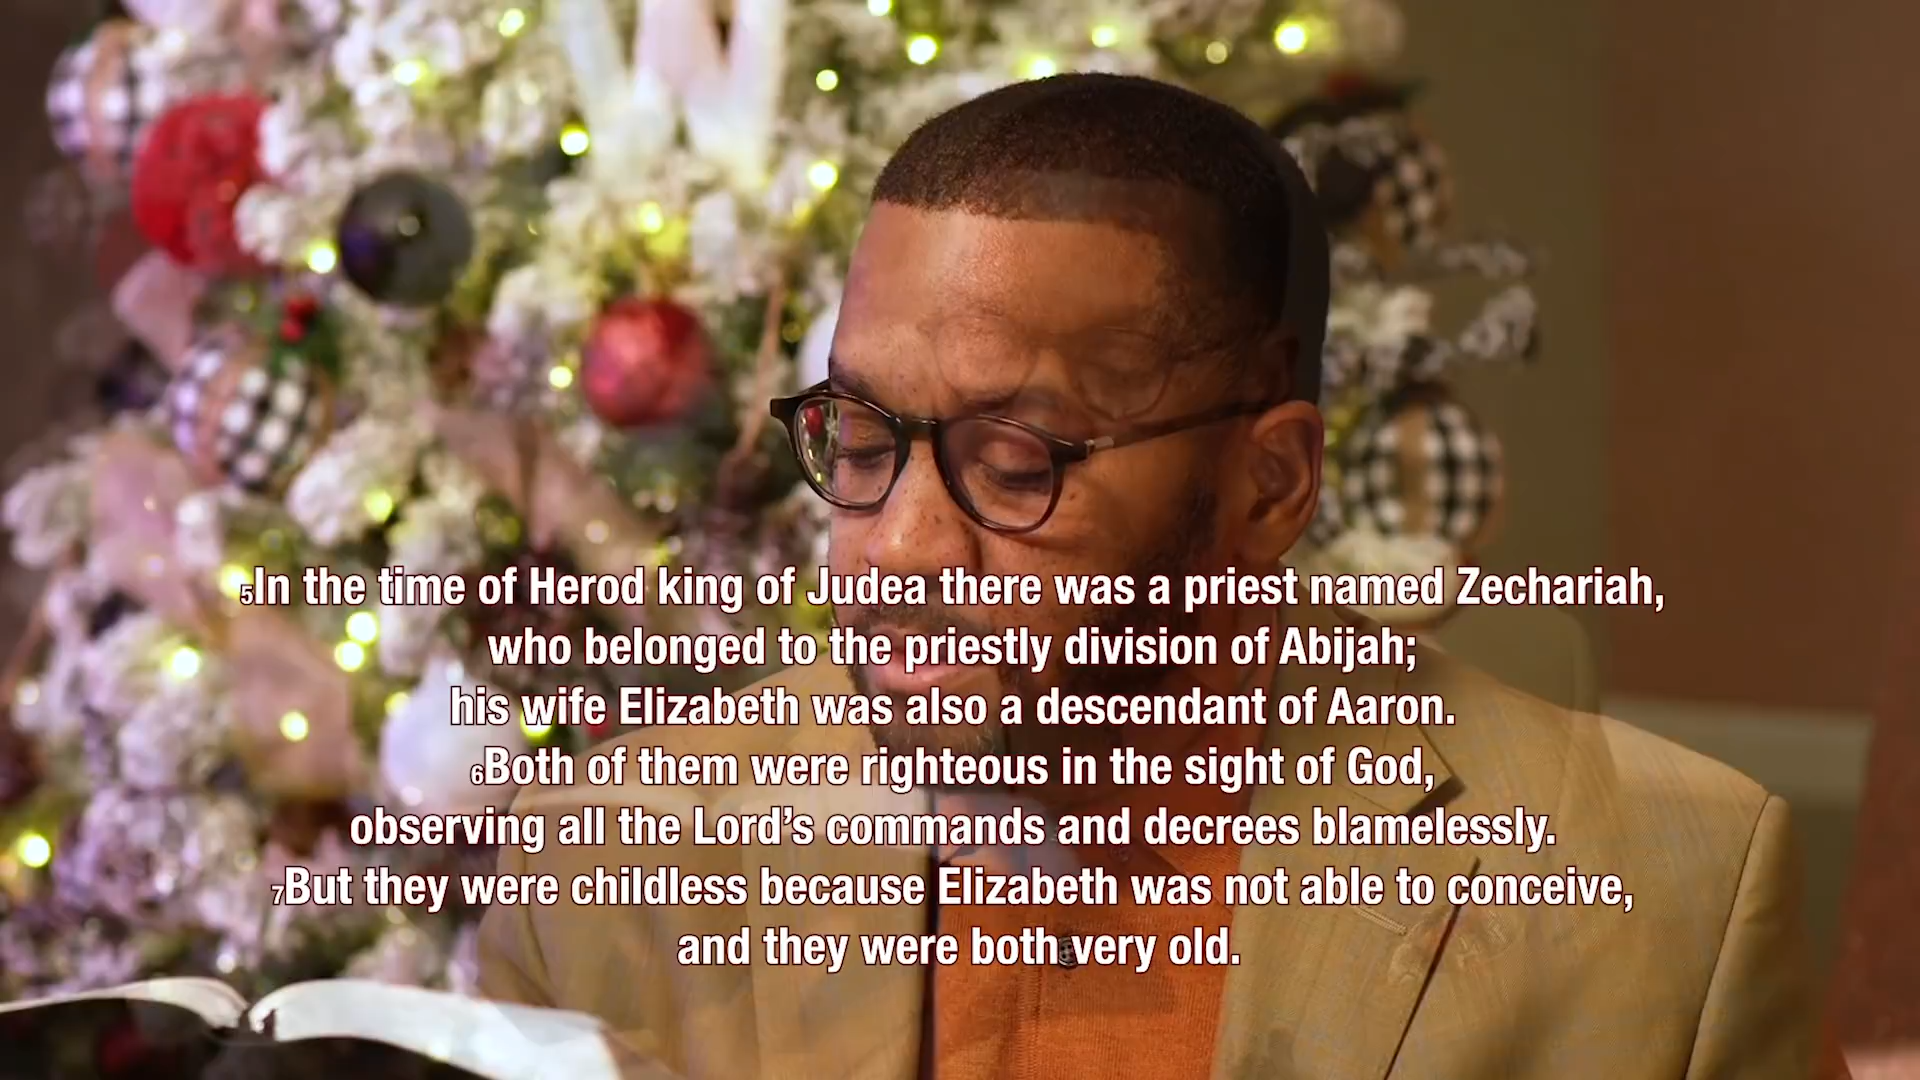 5In the time of Herod king of Judea there was a priest named Zechariah,
who belonged to the priestly division of Abijah;
his wife Elizabeth was also a descendant of Aaron.
6Both of them were righteous in the sight of God,
observing all the Lord’s commands and decrees blamelessly.
7But they were childless because Elizabeth was not able to conceive,
and they were both very old.